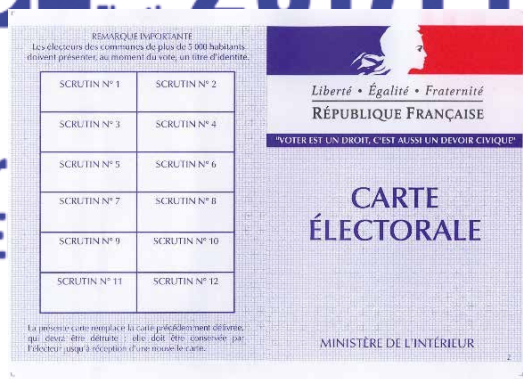 REMARQUE IMPORTANTE
Les électeurs des communes de plus de 5 000 habitants
doivent présenter, au moment du vote, un titre d'identité.
SCRUTIN N° 1 SCRUTIN N° 2
SCRUTIN N° 3 SCRUTIN N° 4
SCRUTIN N° 5 SCRUTIN N° 6
SCRUTIN N° 7 SCRUTIN N° 8
SCRUTIN N° 9 SCRUTIN N° 10
SCRUTIN N° 11 SCRUTIN N° 12
La présente carte remplace la carte précédemment délivrée,
qui devra être détruite : elle doit être conservée par
l'électeur jusqu'à réception d'une nouvelle carte.
Liberté • Égalité • Fraternité
RÉPUBLIQUE FRANÇAISE
"VOTER EST UN DROIT, C'EST AUSSI UN DEVOIR CIVIQUE"
CARTE
ÉLECTORALE
MINISTÈRE DE L'INTÉRIEUR
2